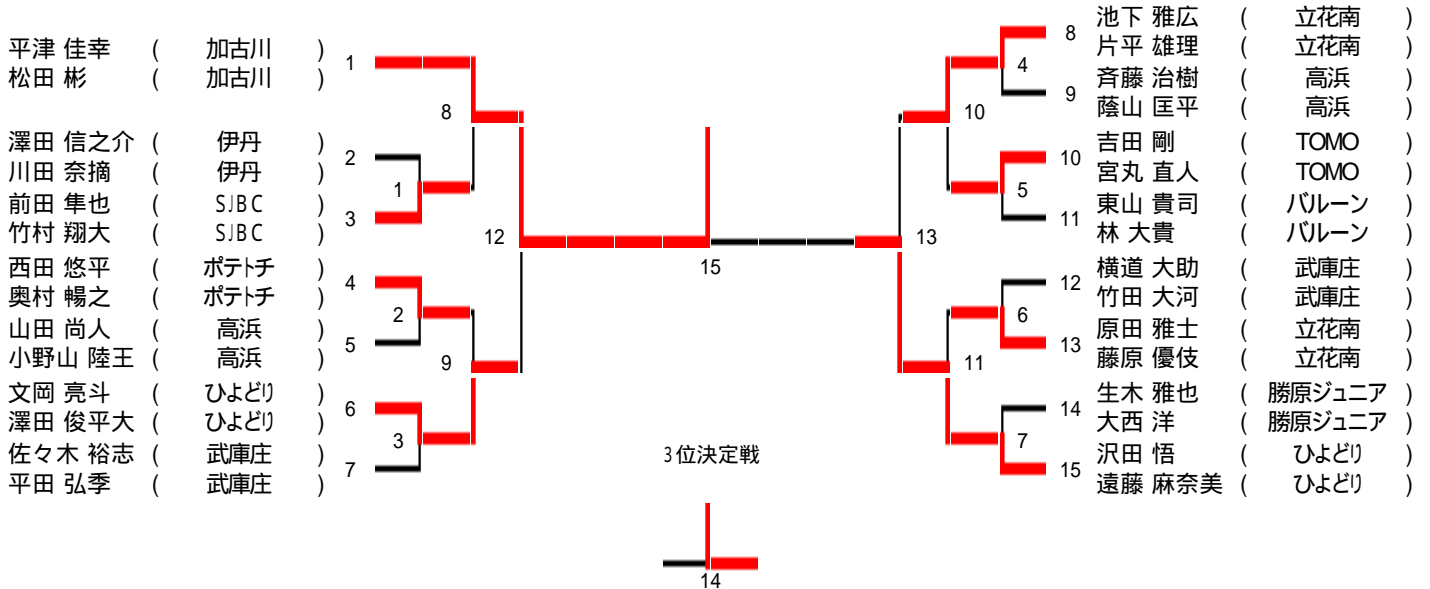 平津 佳幸 ( 加古川 )
松田 彬 ( 加古川 )
1
澤田 信之介 ( 伊丹 )
川田 奈摘 ( 伊丹 )
2
前田 隼也 ( SJBC )
竹村 翔大 ( SJBC )
3
西田 悠平 ( ポテトチ )
奥村 暢之 ( ポテトチ )
4
山田 尚人 ( 高浜 )
小野山 陸王 ( 高浜 )
5
文岡 亮斗 ( ひよどり )
澤田 俊平大 ( ひよどり )
6
佐々木 裕志 ( 武庫庄 )
平田 弘季 ( 武庫庄 )
7
8
1
2
9
3
12
15
3位決定戦
14
13
10
4
5
11
6
7
8
池下 雅広 ( 立花南 )
片平 雄理 ( 立花南 )
9
斉藤 治樹 ( 高浜 )
蔭山 匡平 ( 高浜 )
10
吉田 剛 ( TOMO )
宮丸 直人 ( TOMO )
11
東山 貴司 ( バルーン )
林 大貴 ( バルーン )
12
横道 大助 ( 武庫庄 )
竹田 大河 ( 武庫庄 )
13
原田 雅士 ( 立花南 )
藤原 優伎 ( 立花南 )
14
生木 雅也 ( 勝原ジュニア )
大西 洋 ( 勝原ジュニア )
15
沢田 悟 ( ひよどり )
遠藤 麻奈美 ( ひよどり )